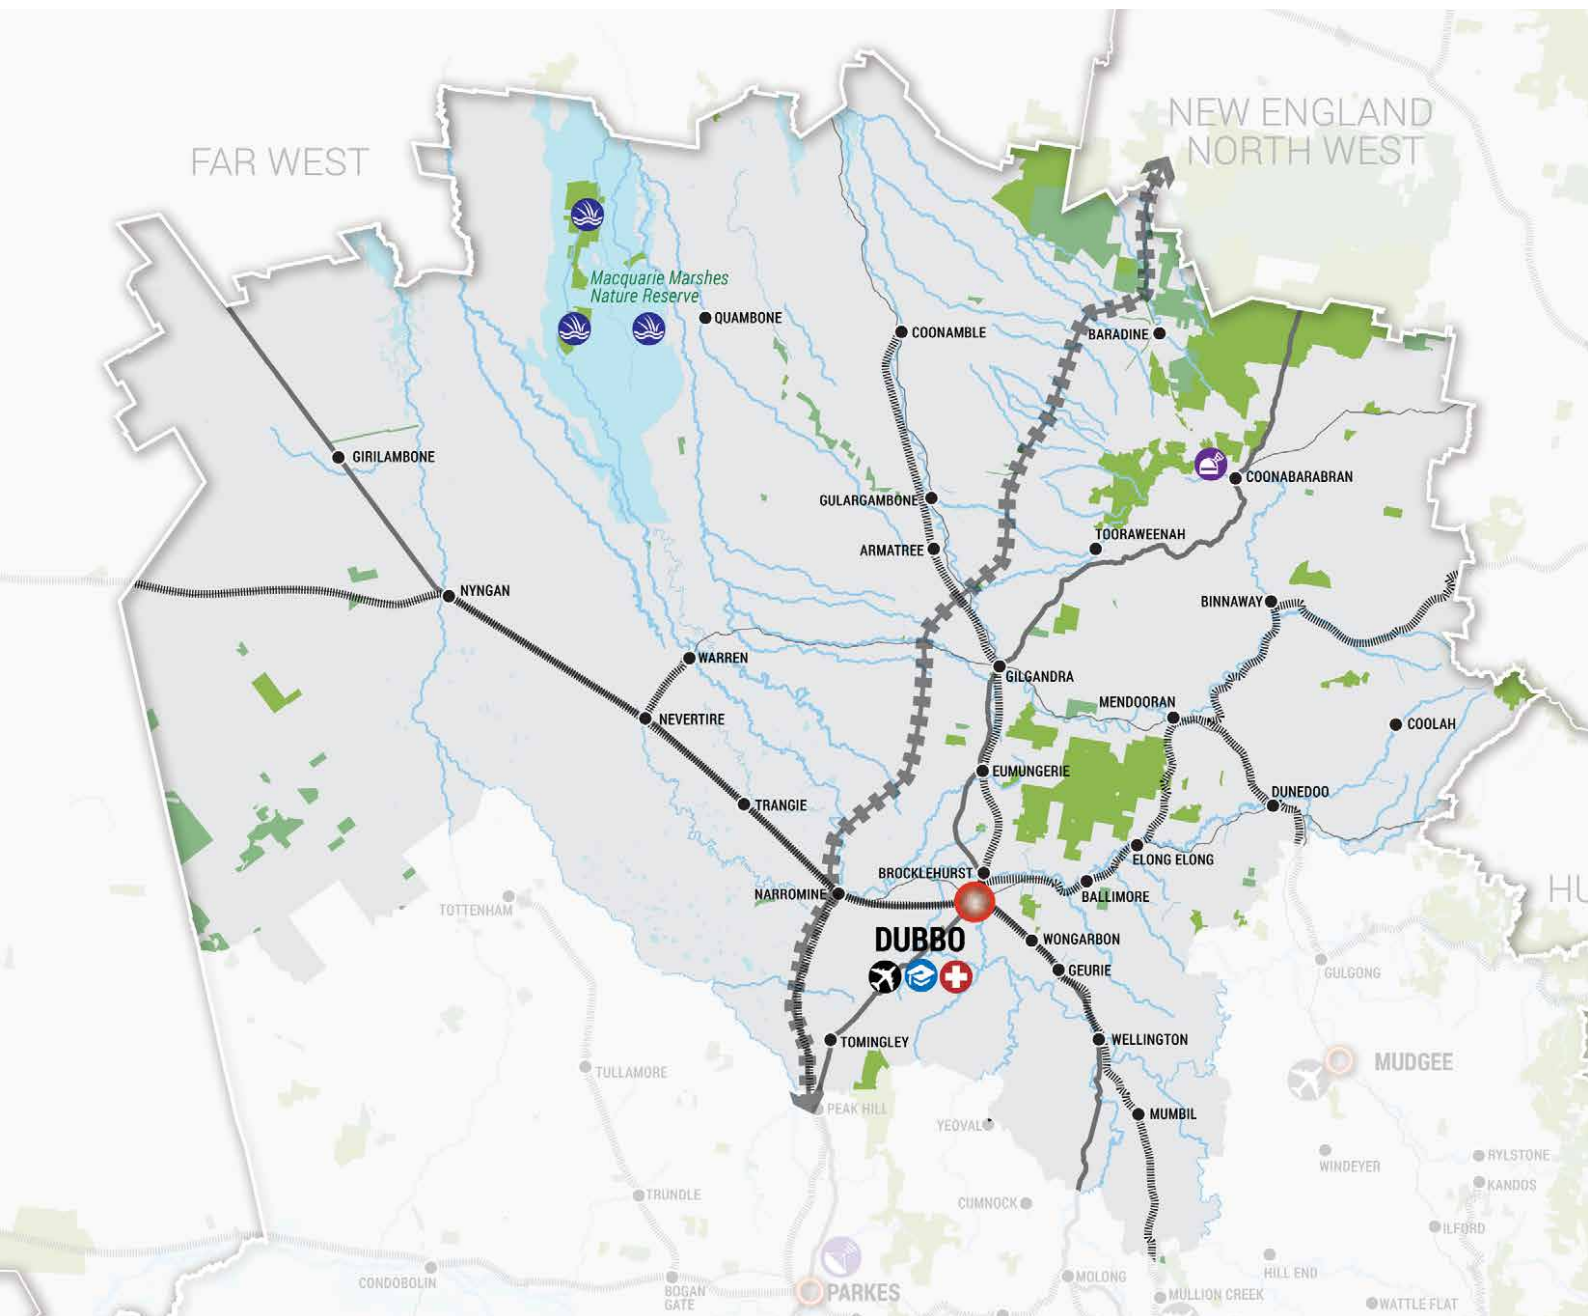 NEW ENGLAND
NORTH WEST
FAR WEST
Macquarie Marshes
Nature Reserve
QUAMBONE
COONAMBLE
BARADINE
GIRILAMBONE
COONABARABRAN
GULARGAMBONE
TOORAWEENAH
ARMATREE
NYNGAN
BINNAWAY
WARREN
GILGANDRA
MENDOORAN
NEVERTIRE
COOLAH
EUMUNGERIE
DUNEDOO
TRANGIE
ELONG ELONG
BROCKLEHURST
NARROMINE
BALLIMORE
HU
TOTTENHAM
DUBBO
WONGARBON
GEURIE
GULGONG
TOMINGLEY
WELLINGTON
MUDGEE
TULLAMORE
PEAK HILL
MUMBIL
YEOVAL
RYLSTONE
WINDEYER
KANDOS
TRUNDLE
CUMNOCK
ILFORD
HILL END
MOLONG
CONDOBOLIN
BOGAN
GATE
PARKES
MULLION CREEK
WATTLE FLAT